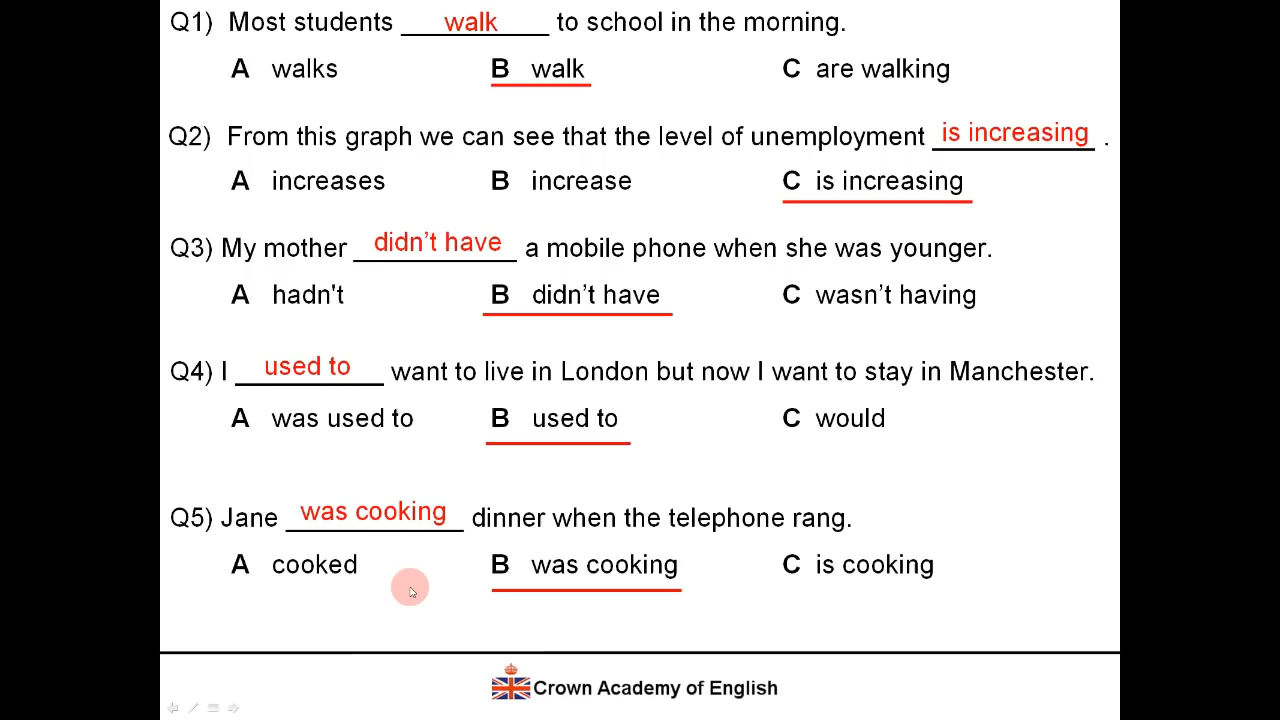 Q1) Most students walk to school in the morning.
A walks B walk C are walking
Q2) From this graph we can see that the level of unemployment is increasing .
A increases B increase C is increasing
Q3) My mother didn’t have a mobile phone when she was younger.
A hadn't B didn’t have C wasn’t having
Q4) I used to want to live in London but now I want to stay in Manchester.
A was used to B used to C would
Q5) Jane was cooking dinner when the telephone rang.
A cooked B was cooking C is cooking
Crown Academy of English